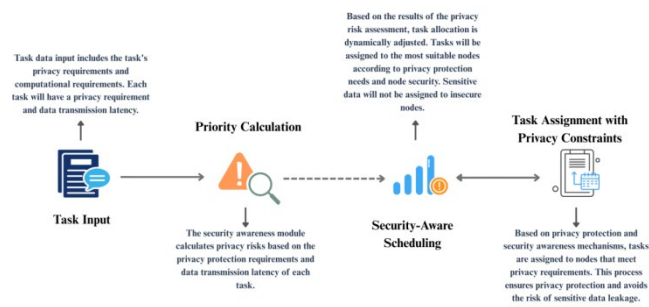 Task data input includes the task's
privacy requirements and
computational requirements. Each
task will have a privacy requirement
and data transmission latency.
Task Input
Priority Calculation
The security awareness module
calculates privacy risks based on the
privacy protection requirements and
data transmission latency of each
task.
Based on the results of the privacy
risk assessment, task allocation is
dynamically adjusted. Tasks will be
assigned to the most suitable nodes
according to privacy protection
needs and node security. Sensitive
data will not be assigned to insecure
nodes.
Security-Aware
Scheduling
Task Assignment with
Privacy Constraints
Based on privacy protection and
security awareness mechanisms, tasks
are assigned to nodes that meet
privacy requirements. This process
ensures privacy protection and avoids
the risk of sensitive data leakage.